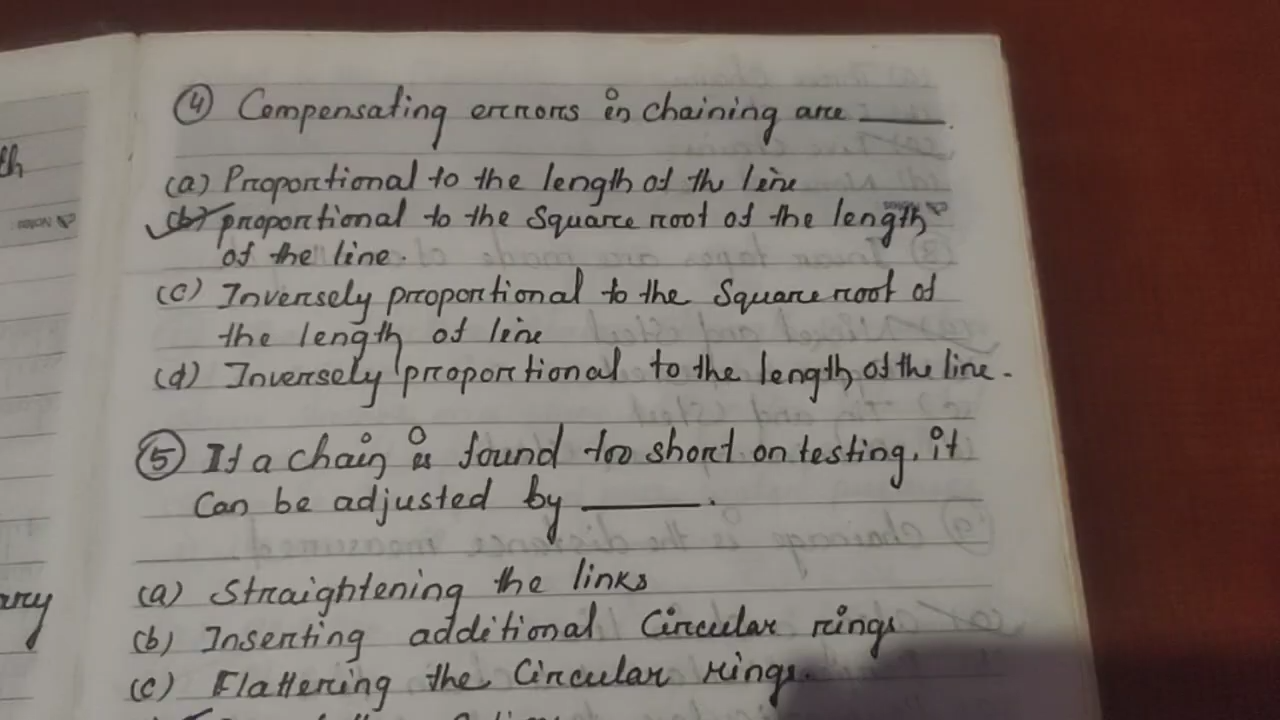 ④ Compensating errors in chaining are ____.
(a) Proportional to the length of the line
(b) proportional to the Square root of the length
of the line.
(c) Inversely proportional to the Square root of
the length of line
(d) Inversely proportional to the length of the line.
⑤ If a chain is found too short on testing, it
Can be adjusted by ____.
(a) Straightening the links
(b) Inserting additional Circular rings
(c) Flattering the Circular rings.
th